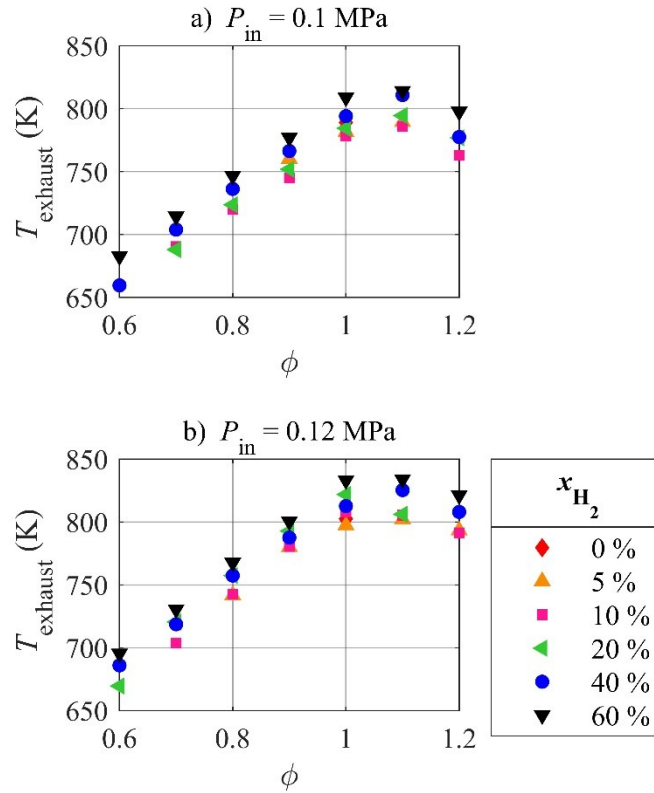 a) P_in = 0.1 MPa
850
800
750
700
650
T_exhaust (K)
0.6 0.8 1 1.2
ϕ
b) P_in = 0.12 MPa
850
800
750
700
650
T_exhaust (K)
0.6 0.8 1 1.2
ϕ
x_H_2
0 %
5 %
10 %
20 %
40 %
60 %